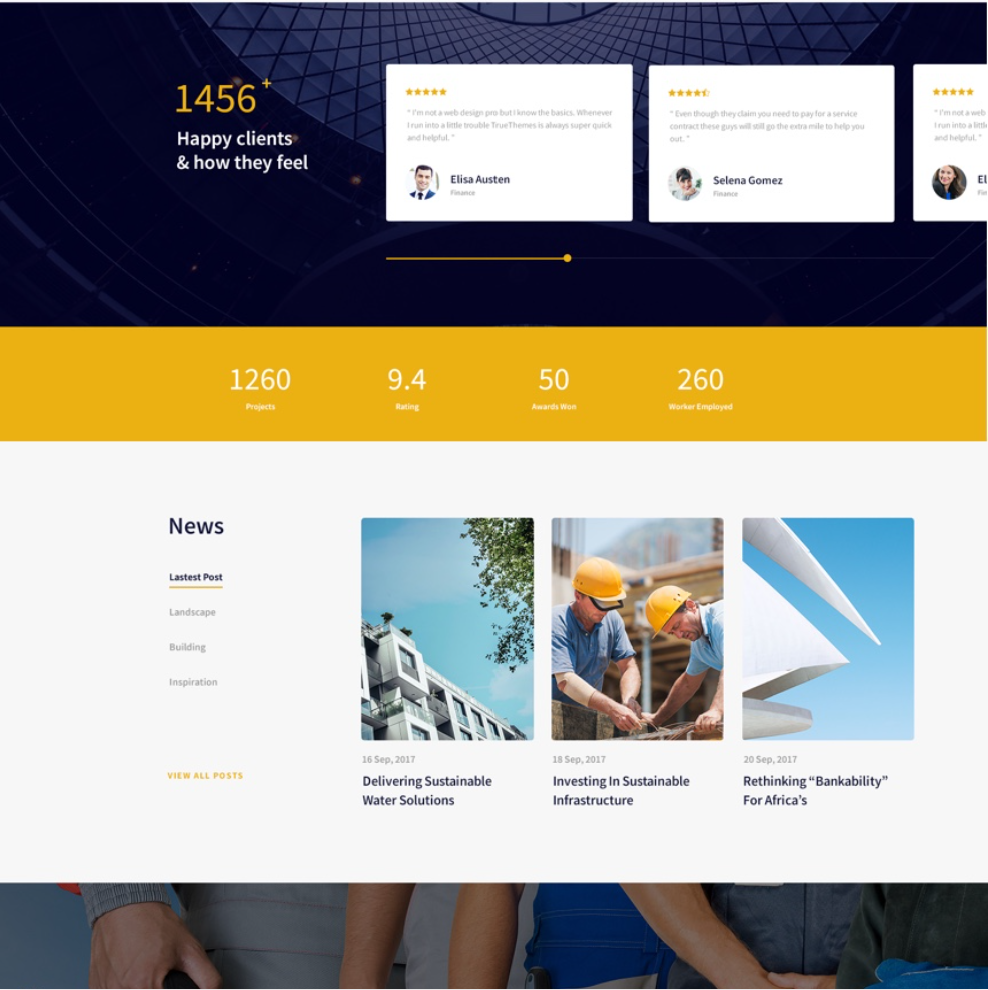 1456+
Happy clients
& how they feel
" I'm not a web design pro but I know the basics. Whenever
I run into a little trouble TrueThemes is always super quick
and helpful. "
Elisa Austen
Finance
" Even though they claim you need to pay for a service
contract these guys will still go the extra mile to help you
out. "
Selena Gomez
Finance
" I'm not a web
I run into a little
and helpful. "
El
1260
Projects
9.4
Rating
50
Awards Won
260
Worker Employed
News
Lastest Post
Landscape
Building
Inspiration
VIEW ALL POSTS
16 Sep, 2017
Delivering Sustainable
Water Solutions
18 Sep, 2017
Investing In Sustainable
Infrastructure
20 Sep, 2017
Rethinking “Bankability”
For Africa’s